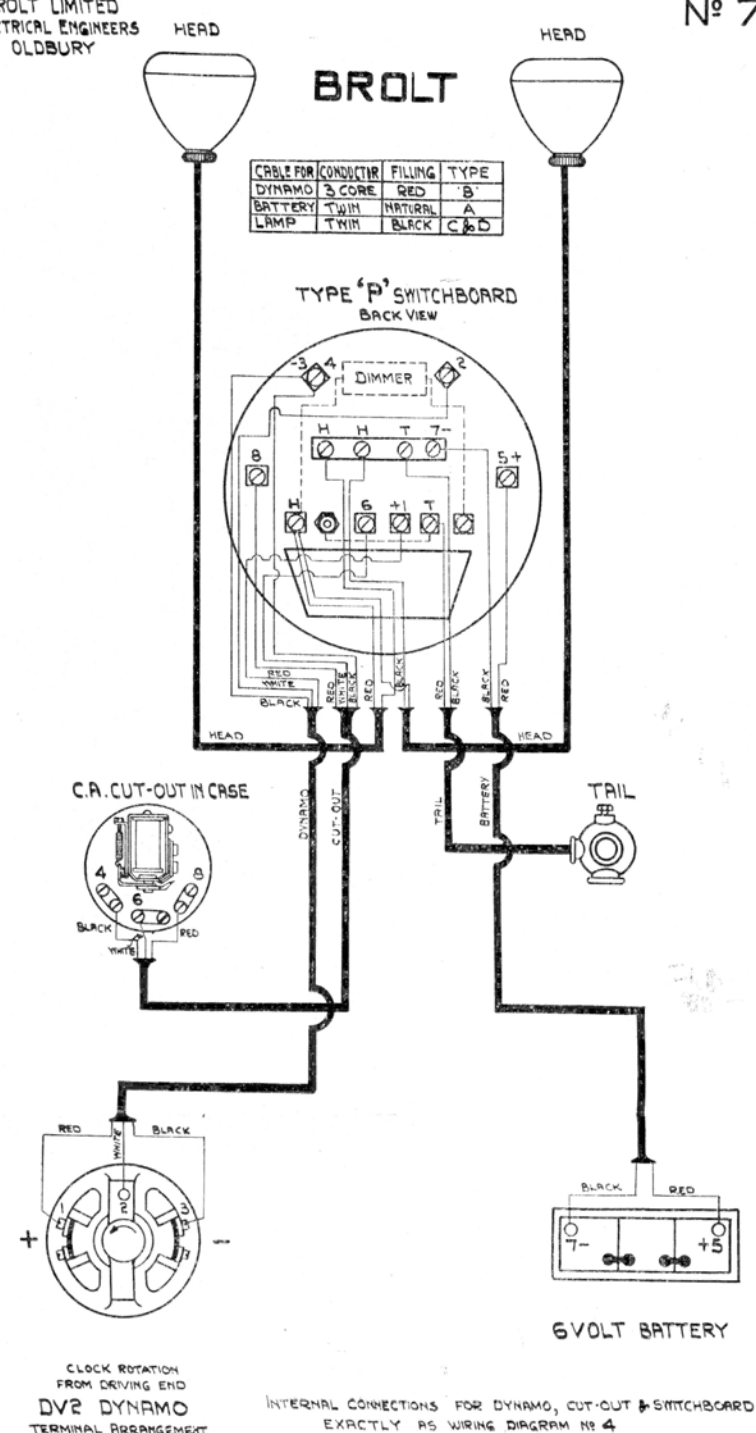 LIMITED
ENGINEERS
OLDBURY
Nº 7
HEAD
HEAD
BROLT
CABLE FOR CONDUCTOR FILLING TYPE
DYNAMO 3 CORE RED 'B'
BATTERY TWIN NATURAL A
LAMP TWIN BLACK C & D
TYPE 'P' SWITCHBOARD
BACK VIEW
-3 4 DIMMER 2
H H T 7-
8 5+
H 6 +1 T
RED
WHITE
BLACK
RED
WHITE
BLACK
RED
BLACK
RED
BLACK
BLACK
RED
HEAD
HEAD
C.A. CUT-OUT IN CASE
DYNAMO
CUT-OUT
TAIL
BATTERY
TAIL
4 6
BLACK
WHITE
RED
RED
WHITE
BLACK
1 2 3
+ -
BLACK RED
7- +5
6 VOLT BATTERY
CLOCK ROTATION
FROM DRIVING END
DV2 DYNAMO
TERMINAL ARRANGEMENT
INTERNAL CONNECTIONS FOR DYNAMO, CUT-OUT & SWITCHBOARD
EXACTLY AS WIRING DIAGRAM Nº 4